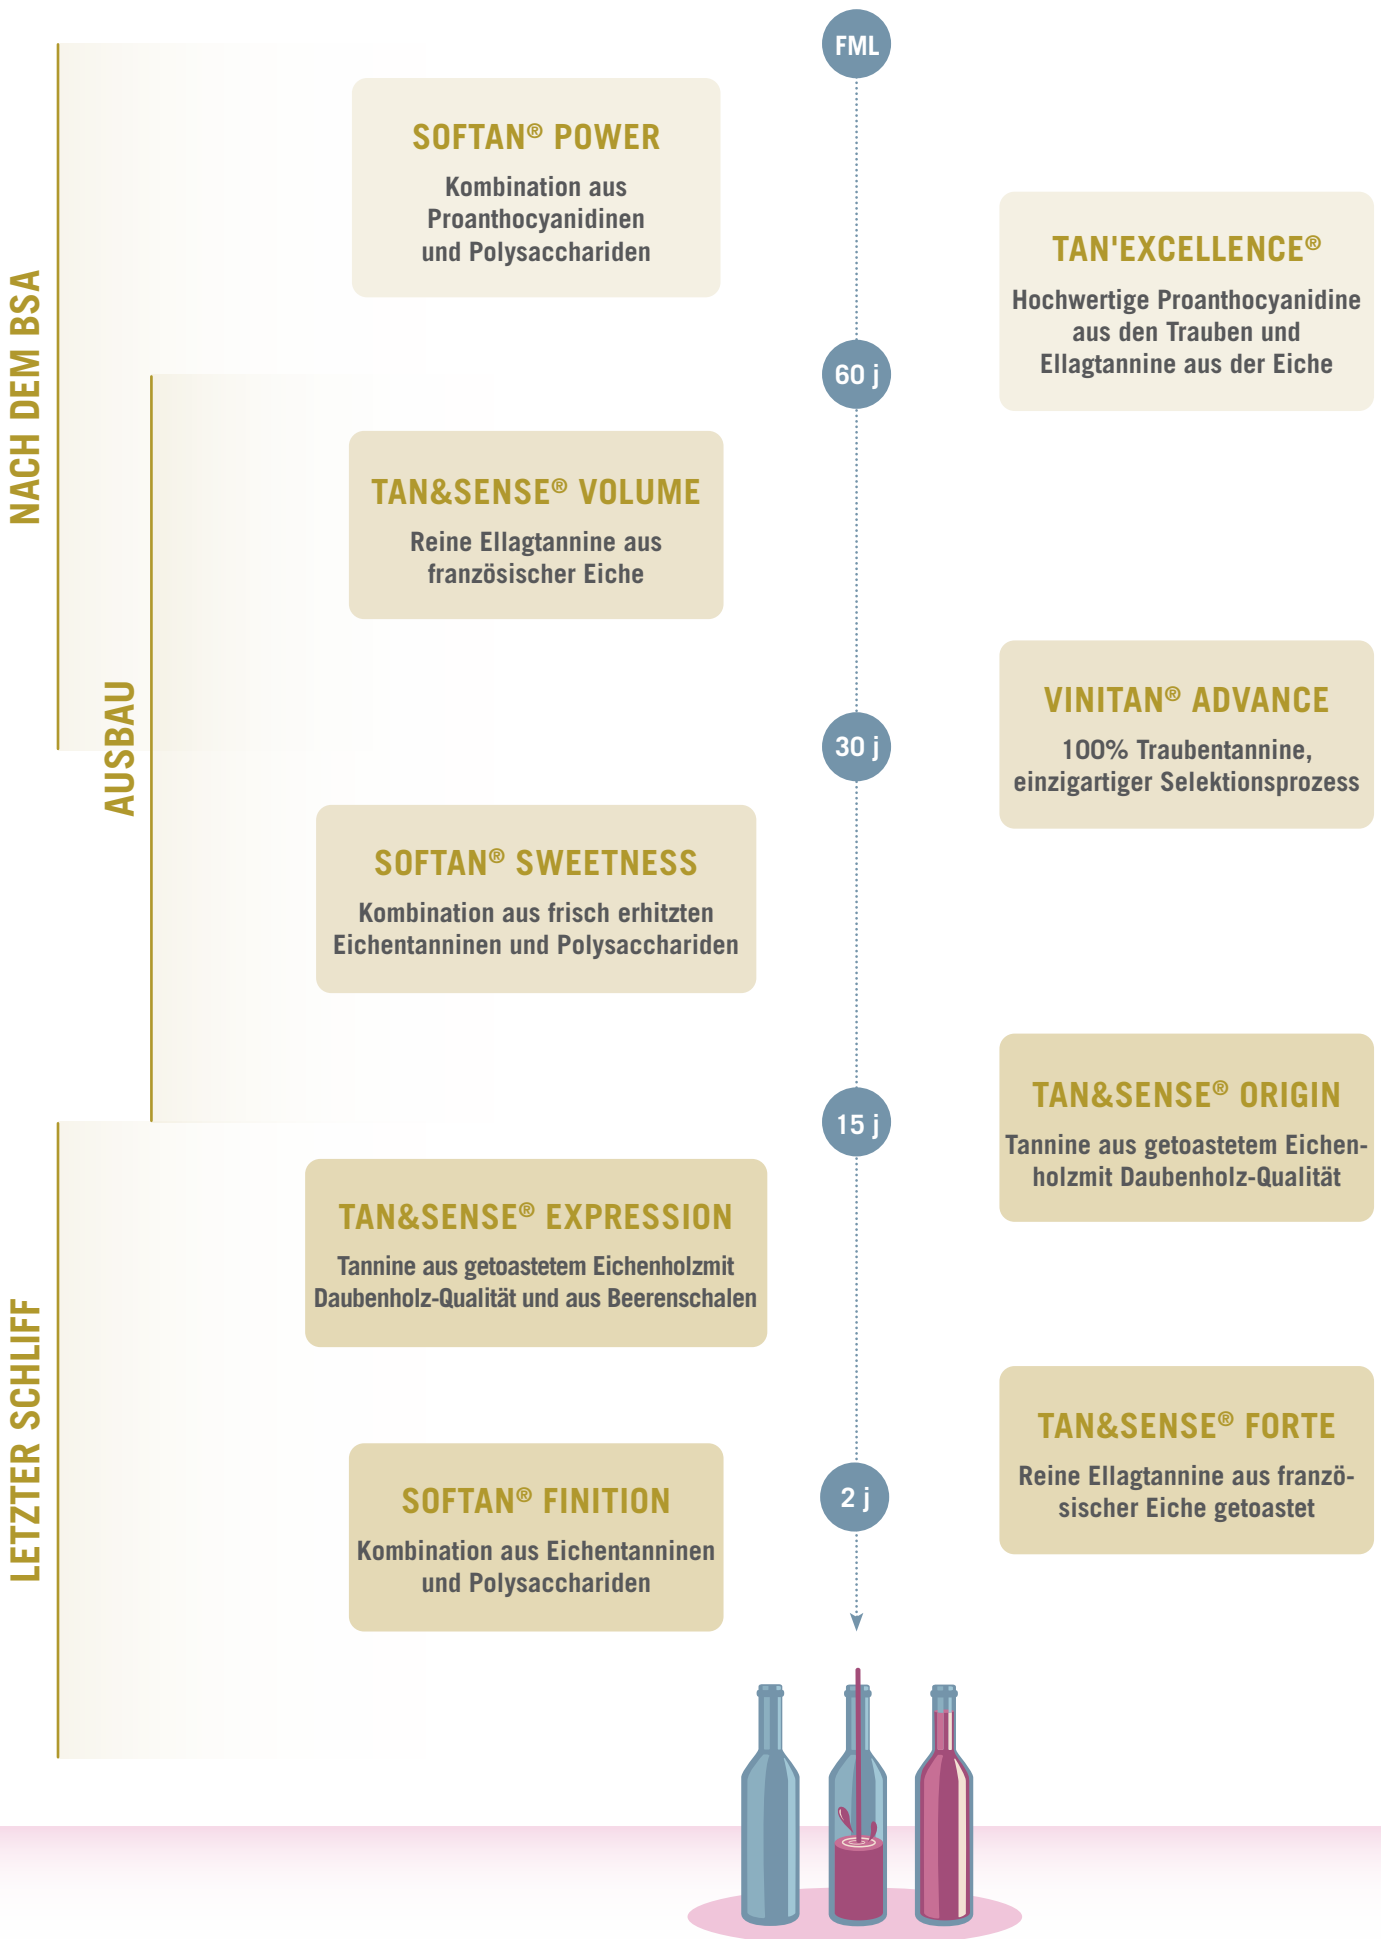 FML
NACH DEM BSA
SOFTAN® POWER
Kombination aus
Proanthocyanidinen
und Polysacchariden
TAN'EXCELLENCE®
Hochwertige Proanthocyanidine
aus den Trauben und
Ellagtannine aus der Eiche
60 j
TAN&SENSE® VOLUME
Reine Ellagtannine aus
französischer Eiche
AUSBAU
VINITAN® ADVANCE
100% Traubentannine,
einzigartiger Selektionsprozess
30 j
SOFTAN® SWEETNESS
Kombination aus frisch erhitzten
Eichentanninen und Polysacchariden
TAN&SENSE® ORIGIN
Tannine aus getoastetem Eichen-
holzmit Daubenholz-Qualität
15 j
LETZTER SCHLIFF
TAN&SENSE® EXPRESSION
Tannine aus getoastetem Eichenholzmit
Daubenholz-Qualität und aus Beerenschalen
TAN&SENSE® FORTE
Reine Ellagtannine aus franzö-
sischer Eiche getoastet
2 j
SOFTAN® FINITION
Kombination aus Eichentanninen
und Polysacchariden